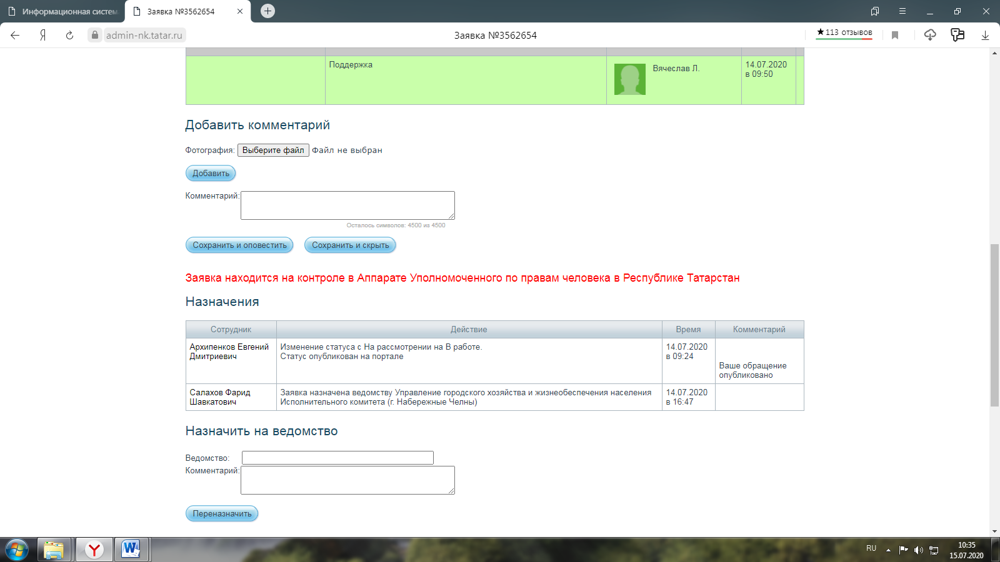 Информационная систем
Заявка №3562654
admin-nk.tatar.ru
Заявка №3562654
★113 отзывов
Поддержка
Вячеслав Л.
14.07.2020
в 09:50
Добавить комментарий
Фотография: Выберите файл Файл не выбран
Добавить
Комментарий:
Осталось символов: 4500 из 4500
Сохранить и оповестить
Сохранить и скрыть
Заявка находится на контроле в Аппарате Уполномоченного по правам человека в Республике Татарстан
Назначения
Сотрудник Действие Время Комментарий
Архипенков Евгений
Дмитриевич
Изменение статуса с На рассмотрении на В работе.
Статус опубликован на портале
14.07.2020
в 09:24
Ваше обращение
опубликовано
Салахов Фарид
Шавкатович
Заявка назначена ведомству Управление городского хозяйства и жизнеобеспечения населения
Исполнительного комитета (г. Набережные Челны)
14.07.2020
в 16:47
Назначить на ведомство
Ведомство:
Комментарий:
Переназначить
RU
10:35
15.07.2020